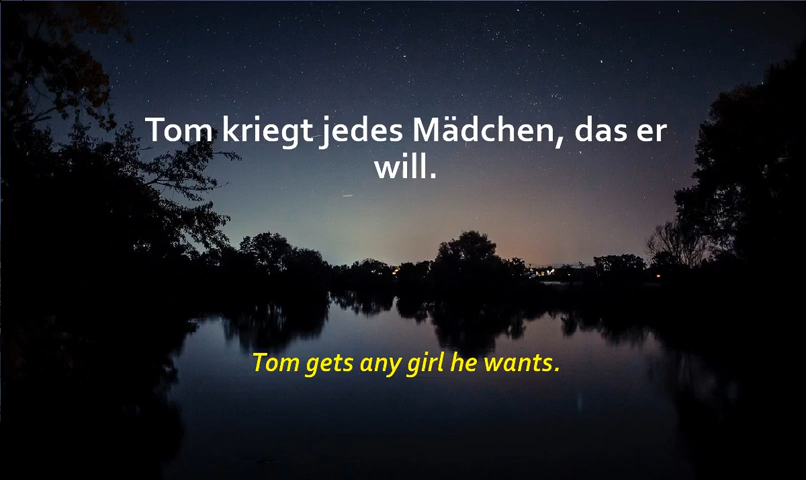 Tom kriegt jedes Mädchen, das er
will.
Tom gets any girl he wants.